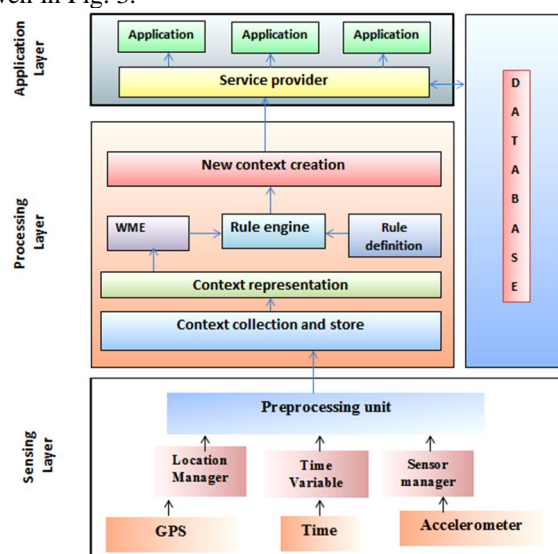 Application
Layer
Application
Application
Application
Service provider
D
A
T
A
B
A
S
E
Processing
Layer
New context creation
WME
Rule engine
Rule
definition
Context representation
Context collection and store
Sensing
Layer
Preprocessing unit
Location
Manager
Time
Variable
Sensor
manager
GPS
Time
Accelerometer